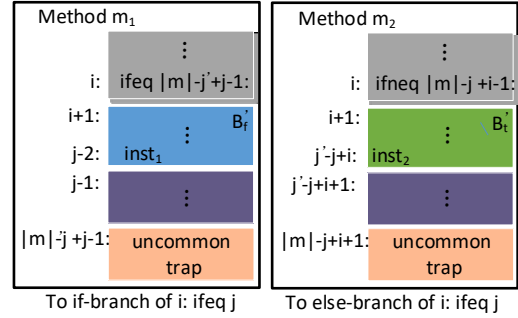 Method m₁
⋮
i: ifeq |m|-j'+j-1:
i+1: B'f
⋮
j-2: inst₁
j-1:
⋮
|m|-j +j-1: uncommon
trap
To if-branch of i: ifeq j
Method m₂
⋮
i: ifneq |m|-j +i-1:
i+1: B't
⋮
j'-j+i: inst₂
j'-j+i+1:
⋮
|m|-j+i+1: uncommon
trap
To else-branch of i: ifeq j